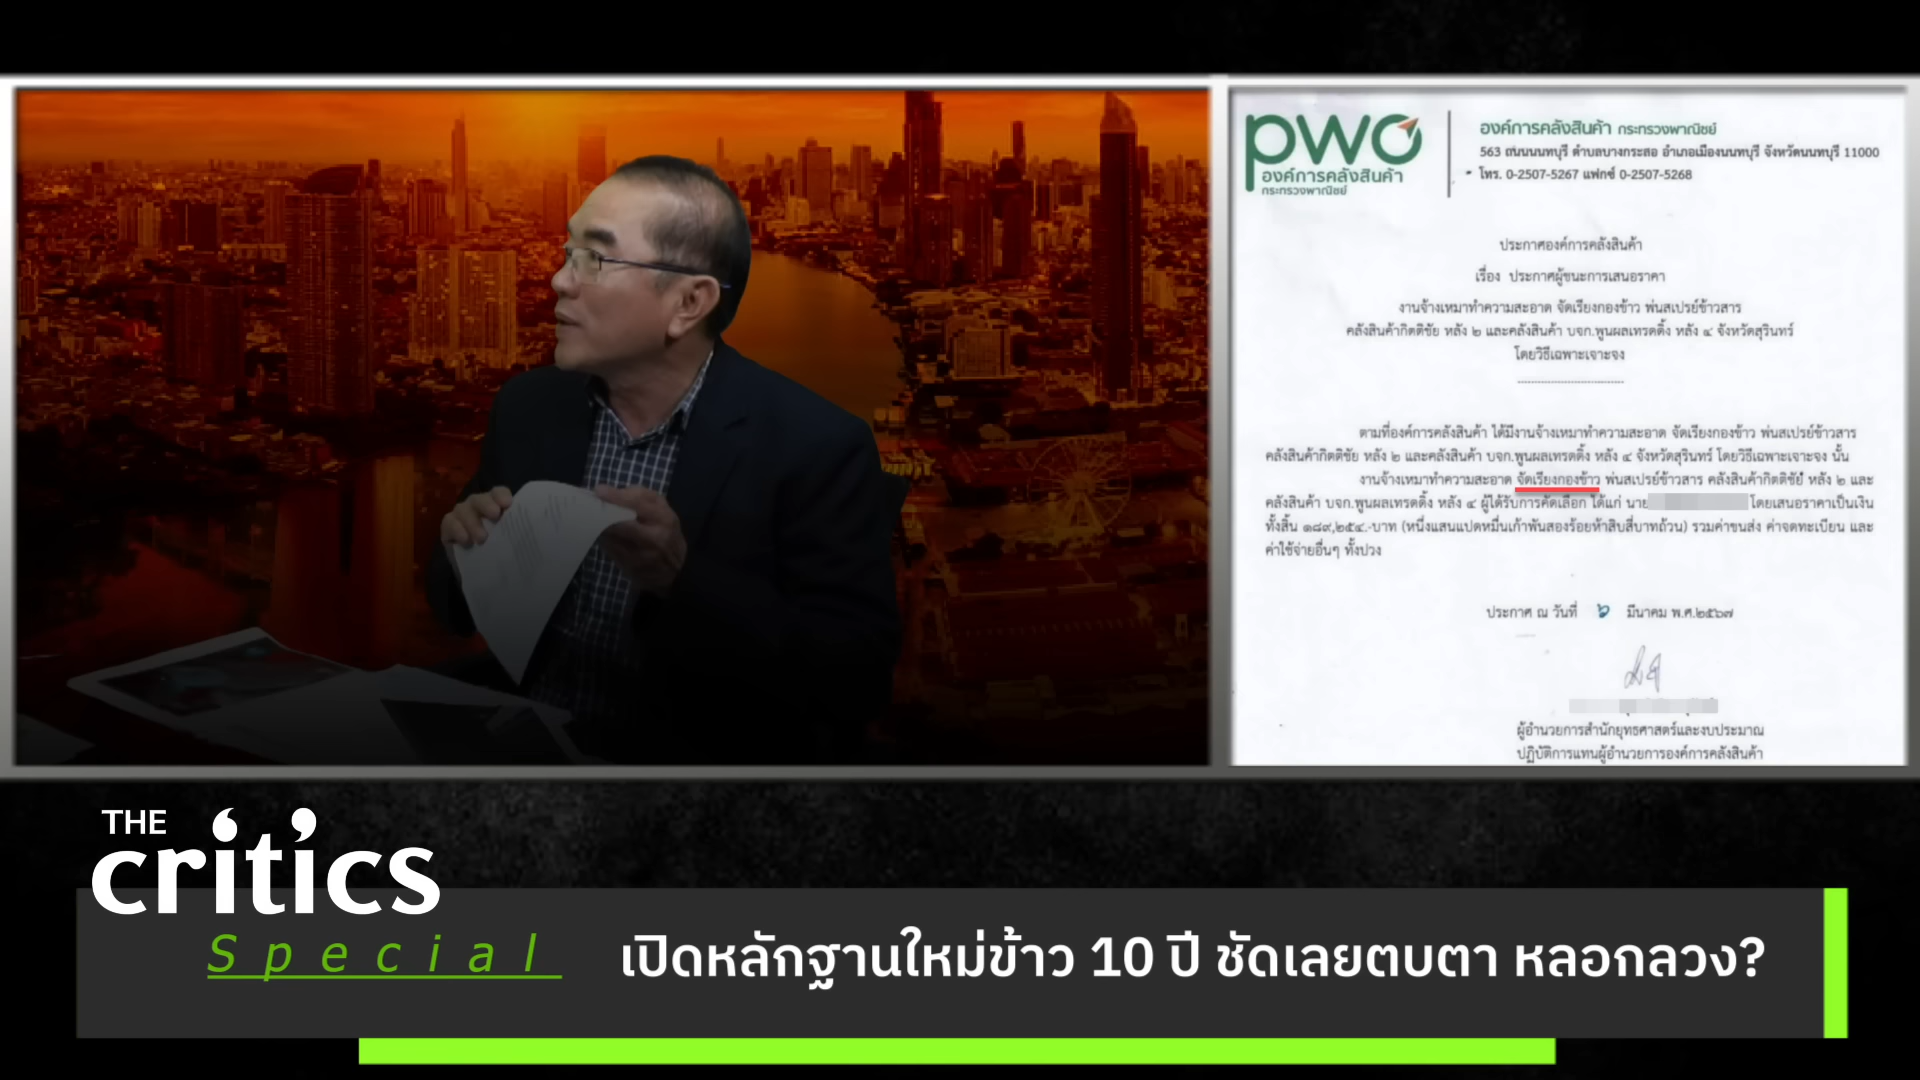 pwo
องค์การคลังสินค้า
กระทรวงพาณิชย์
องค์การคลังสินค้า กระทรวงพาณิชย์
563 ถนนนนทบุรี ตำบลบางกระสอ อำเภอเมืองนนทบุรี จังหวัดนนทบุรี 11000
โทร. 0-2507-5267 แฟกซ์ 0-2507-5268
ประกาศองค์การคลังสินค้า
เรื่อง ประกาศผู้ชนะการเสนอราคา
งานจ้างเหมาทำความสะอาด จัดเรียงกองข้าว พ่นสเปรย์ข้าวสาร
คลังสินค้ากิตติชัย หลัง ๒ และคลังสินค้า บจก.พูนผลเทรดดิ้ง หลัง ๔ จังหวัดสุรินทร์
โดยวิธีเฉพาะเจาะจง
ตามที่องค์การคลังสินค้า ได้มีงานจ้างเหมาทำความสะอาด จัดเรียงกองข้าว พ่นสเปรย์ข้าวสาร
คลังสินค้ากิตติชัย หลัง ๒ และคลังสินค้า บจก.พูนผลเทรดดิ้ง หลัง ๔ จังหวัดสุรินทร์ โดยวิธีเฉพาะเจาะจง นั้น
งานจ้างเหมาทำความสะอาด จัดเรียงกองข้าว พ่นสเปรย์ข้าวสาร คลังสินค้ากิตติชัย หลัง ๒ และ
คลังสินค้า บจก.พูนผลเทรดดิ้ง หลัง ๔ ผู้ได้รับการคัดเลือก ได้แก่ นาย โดยเสนอราคาเป็นเงิน
ทั้งสิ้น ๑๘๙,๒๕๔.-บาท (หนึ่งแสนแปดหมื่นเก้าพันสองร้อยห้าสิบสี่บาทถ้วน) รวมค่าขนส่ง ค่าจดทะเบียน และ
ค่าใช้จ่ายอื่นๆ ทั้งปวง
ประกาศ ณ วันที่ ๖ มีนาคม พ.ศ.๒๕๖๗
ผู้อำนวยการสำนักยุทธศาสตร์และงบประมาณ
ปฏิบัติการแทนผู้อำนวยการองค์การคลังสินค้า
THE
critics
Special
เปิดหลักฐานใหม่ข้าว 10 ปี ชัดเลยตบตา หลอกลวง?